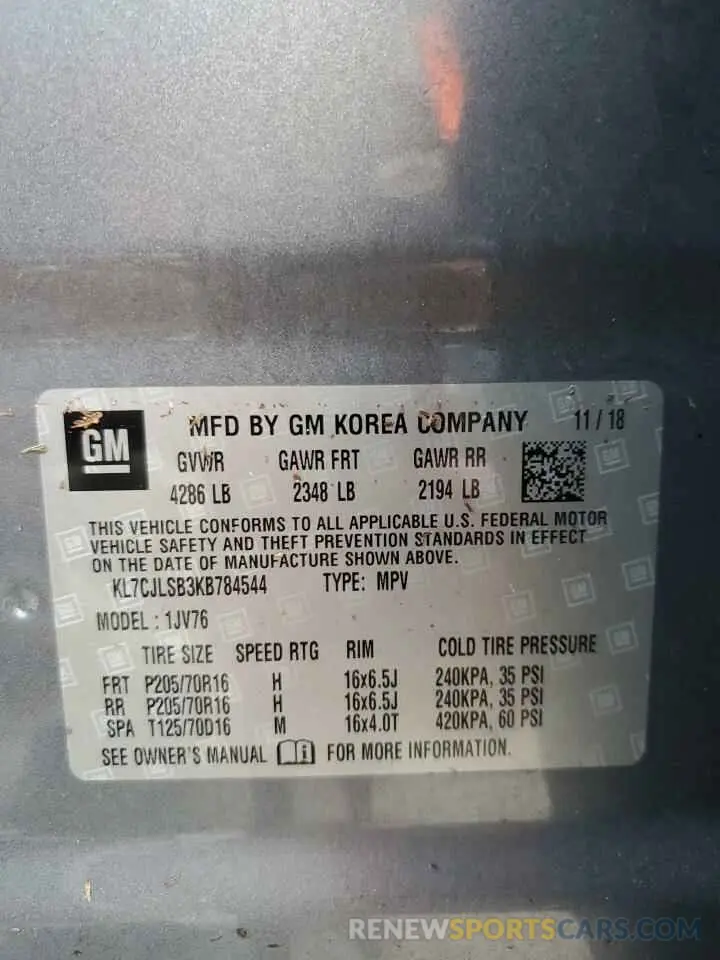 GM MFD BY GM KOREA COMPANY 11 / 18
GVWR GAWR FRT GAWR RR
4286 LB 2348 LB 2194 LB
THIS VEHICLE CONFORMS TO ALL APPLICABLE U.S. FEDERAL MOTOR
VEHICLE SAFETY AND THEFT PREVENTION STANDARDS IN EFFECT
ON THE DATE OF MANUFACTURE SHOWN ABOVE.
KL7CJLSB3KB784544 TYPE: MPV
MODEL : 1JV76
TIRE SIZE SPEED RTG RIM COLD TIRE PRESSURE
FRT P205/70R16 H 16x6.5J 240KPA, 35 PSI
RR P205/70R16 H 16x6.5J 240KPA, 35 PSI
SPA T125/70D16 M 16x4.0T 420KPA, 60 PSI
SEE OWNER'S MANUAL FOR MORE INFORMATION.
RENEWSPORTSCARS.COM